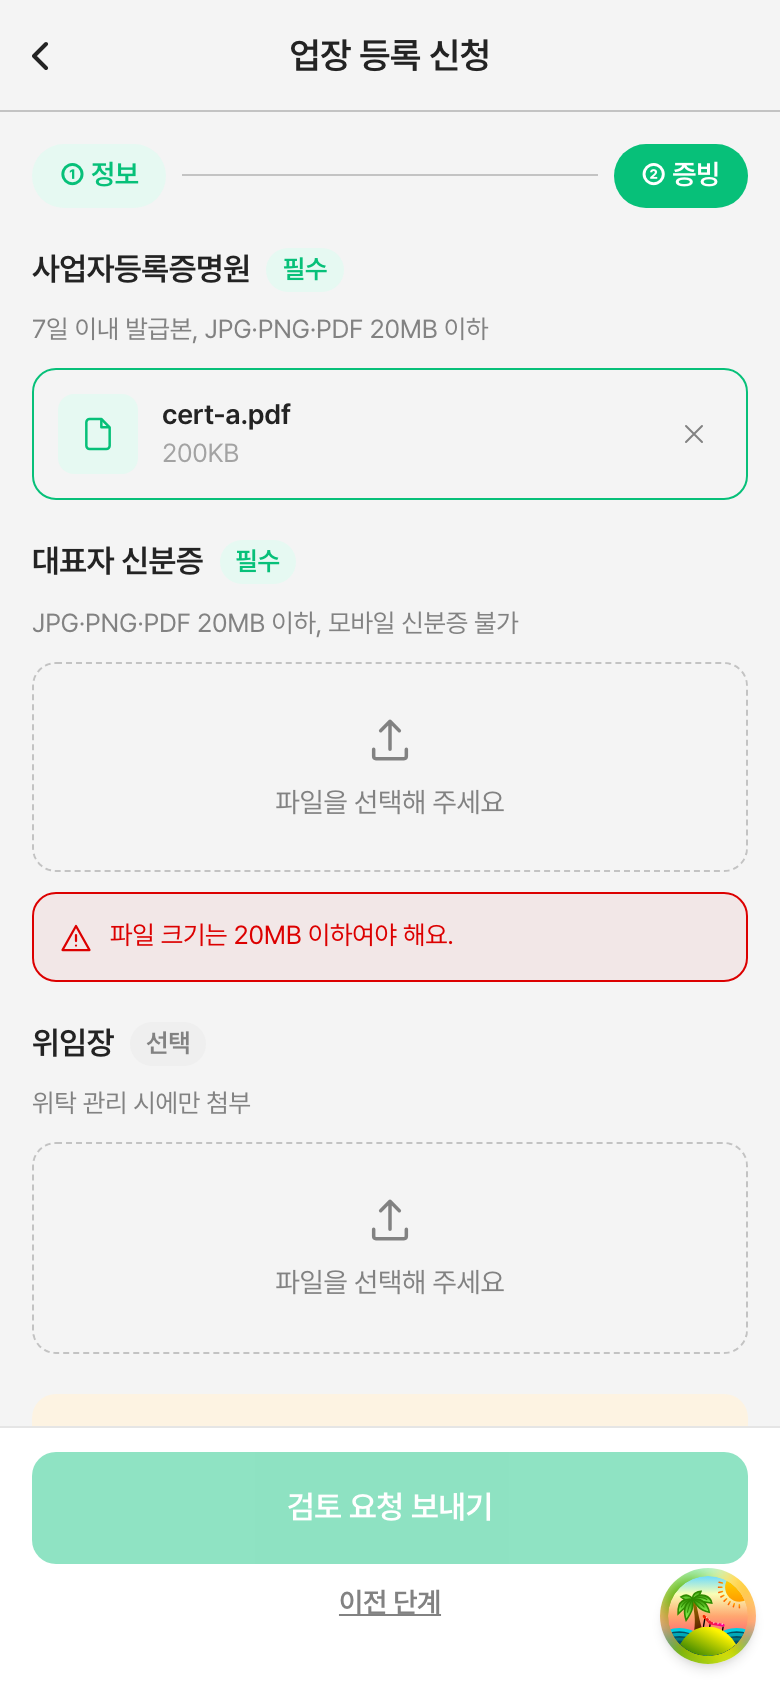 업장 등록 신청
① 정보
② 증빙
사업자등록증명원 필수
7일 이내 발급본, JPG·PNG·PDF 20MB 이하
cert-a.pdf
200KB
대표자 신분증 필수
JPG·PNG·PDF 20MB 이하, 모바일 신분증 불가
파일을 선택해 주세요
파일 크기는 20MB 이하여야 해요.
위임장 선택
위탁 관리 시에만 첨부
파일을 선택해 주세요
검토 요청 보내기
이전 단계